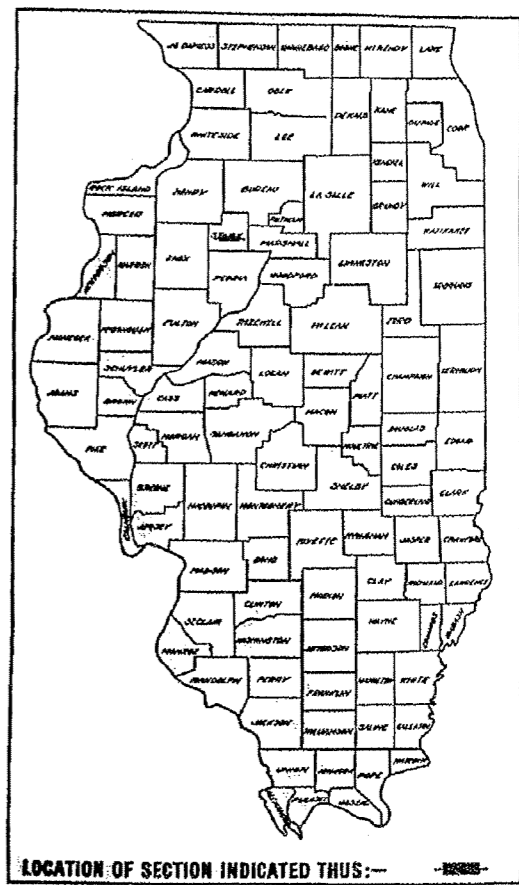 JO DAVIESS STEPHENSON WINNEBAGO BOONE McHENRY LAKE
CARROLL OGLE
DEKALB KANE DUPAGE COOK
WHITESIDE LEE
KENDALL WILL
ROCK ISLAND HENRY BUREAU LA SALLE GRUNDY
MERCER PUTNAM KANKAKEE
STARK MARSHALL
HENDERSON WARREN KNOX PEORIA WOODFORD LIVINGSTON IROQUOIS
HANCOCK McDONOUGH FULTON TAZEWELL McLEAN FORD
SCHUYLER MASON LOGAN DEWITT CHAMPAIGN VERMILION
ADAMS BROWN CASS MENARD MACON PIATT
DOUGLAS EDGAR
PIKE SCOTT MORGAN SANGAMON CHRISTIAN MOULTRIE COLES
SHELBY
GREENE MACOUPIN MONTGOMERY CUMBERLAND CLARK
CALHOUN JERSEY FAYETTE EFFINGHAM JASPER CRAWFORD
MADISON BOND CLAY RICHLAND LAWRENCE
CLINTON MARION
ST CLAIR WAYNE EDWARDS WABASH
MONROE WASHINGTON JEFFERSON
RANDOLPH PERRY HAMILTON WHITE
FRANKLIN
JACKSON WILLIAMSON SALINE GALLATIN
UNION JOHNSON POPE HARDIN
ALEXANDER PULASKI MASSAC
LOCATION OF SECTION INDICATED THUS:—